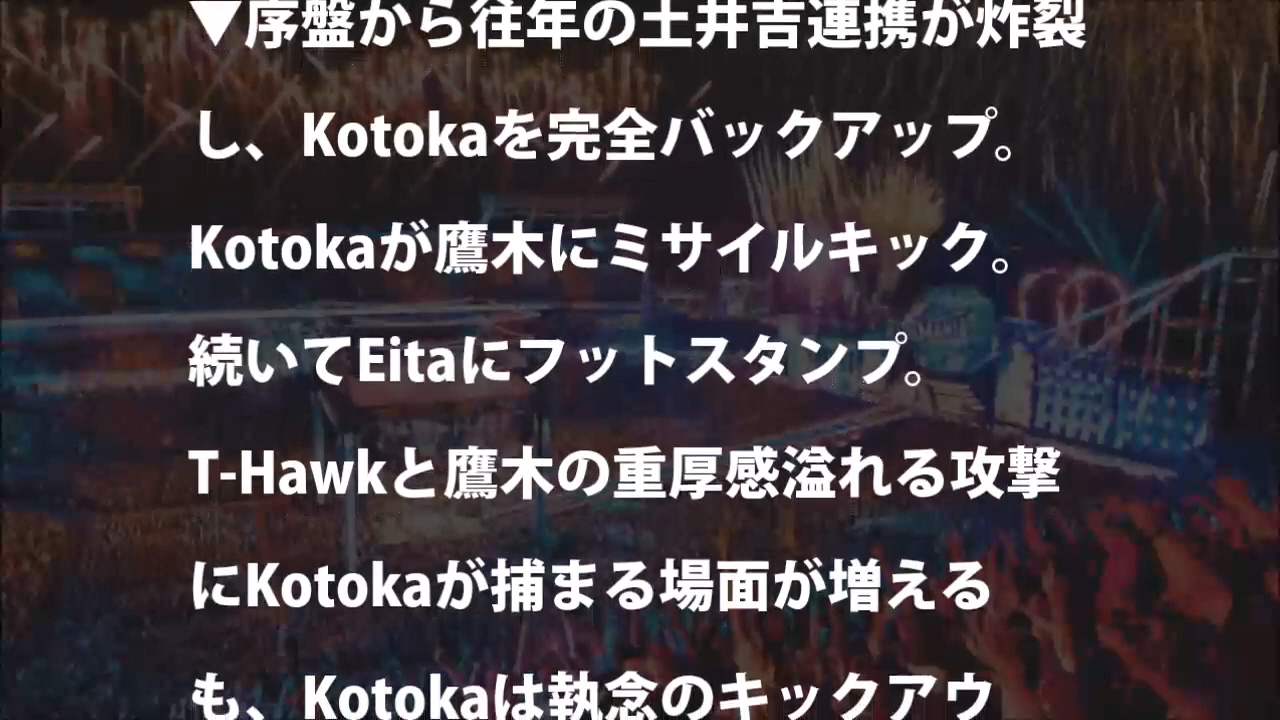 ▼序盤から往年の土井吉連携が炸裂
し、Kotokaを完全バックアップ。
Kotokaが鷹木にミサイルキック。
続いてEitaにフットスタンプ。
T-Hawkと鷹木の重厚感溢れる攻撃
にKotokaが捕まる場面が増える
も、Kotokaは執念のキックアウ